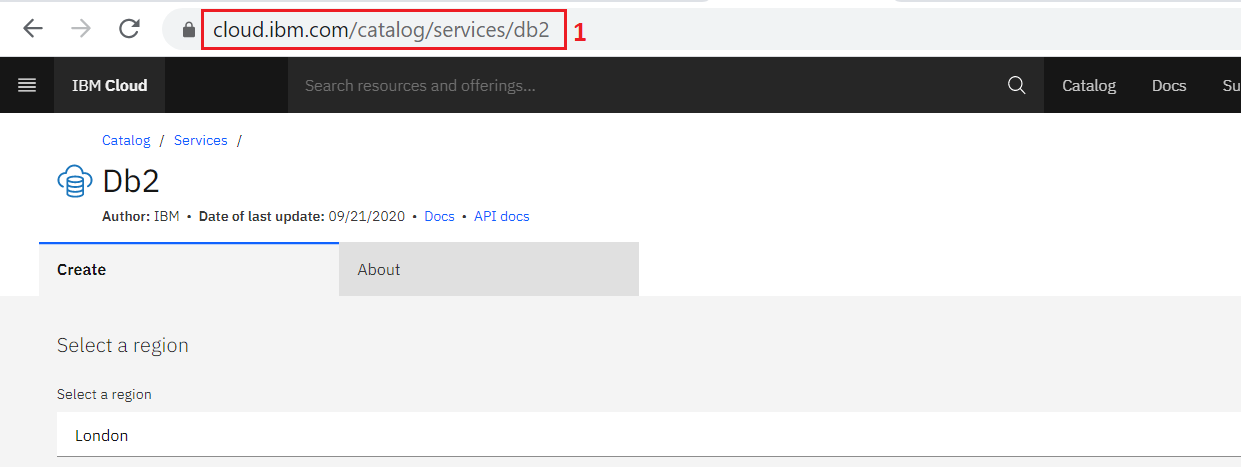 cloud.ibm.com/catalog/services/db2 1
IBM Cloud Search resources and offerings... Catalog Docs Su
Catalog / Services /
Db2
Author: IBM • Date of last update: 09/21/2020 • Docs • API docs
Create About
Select a region
Select a region
London